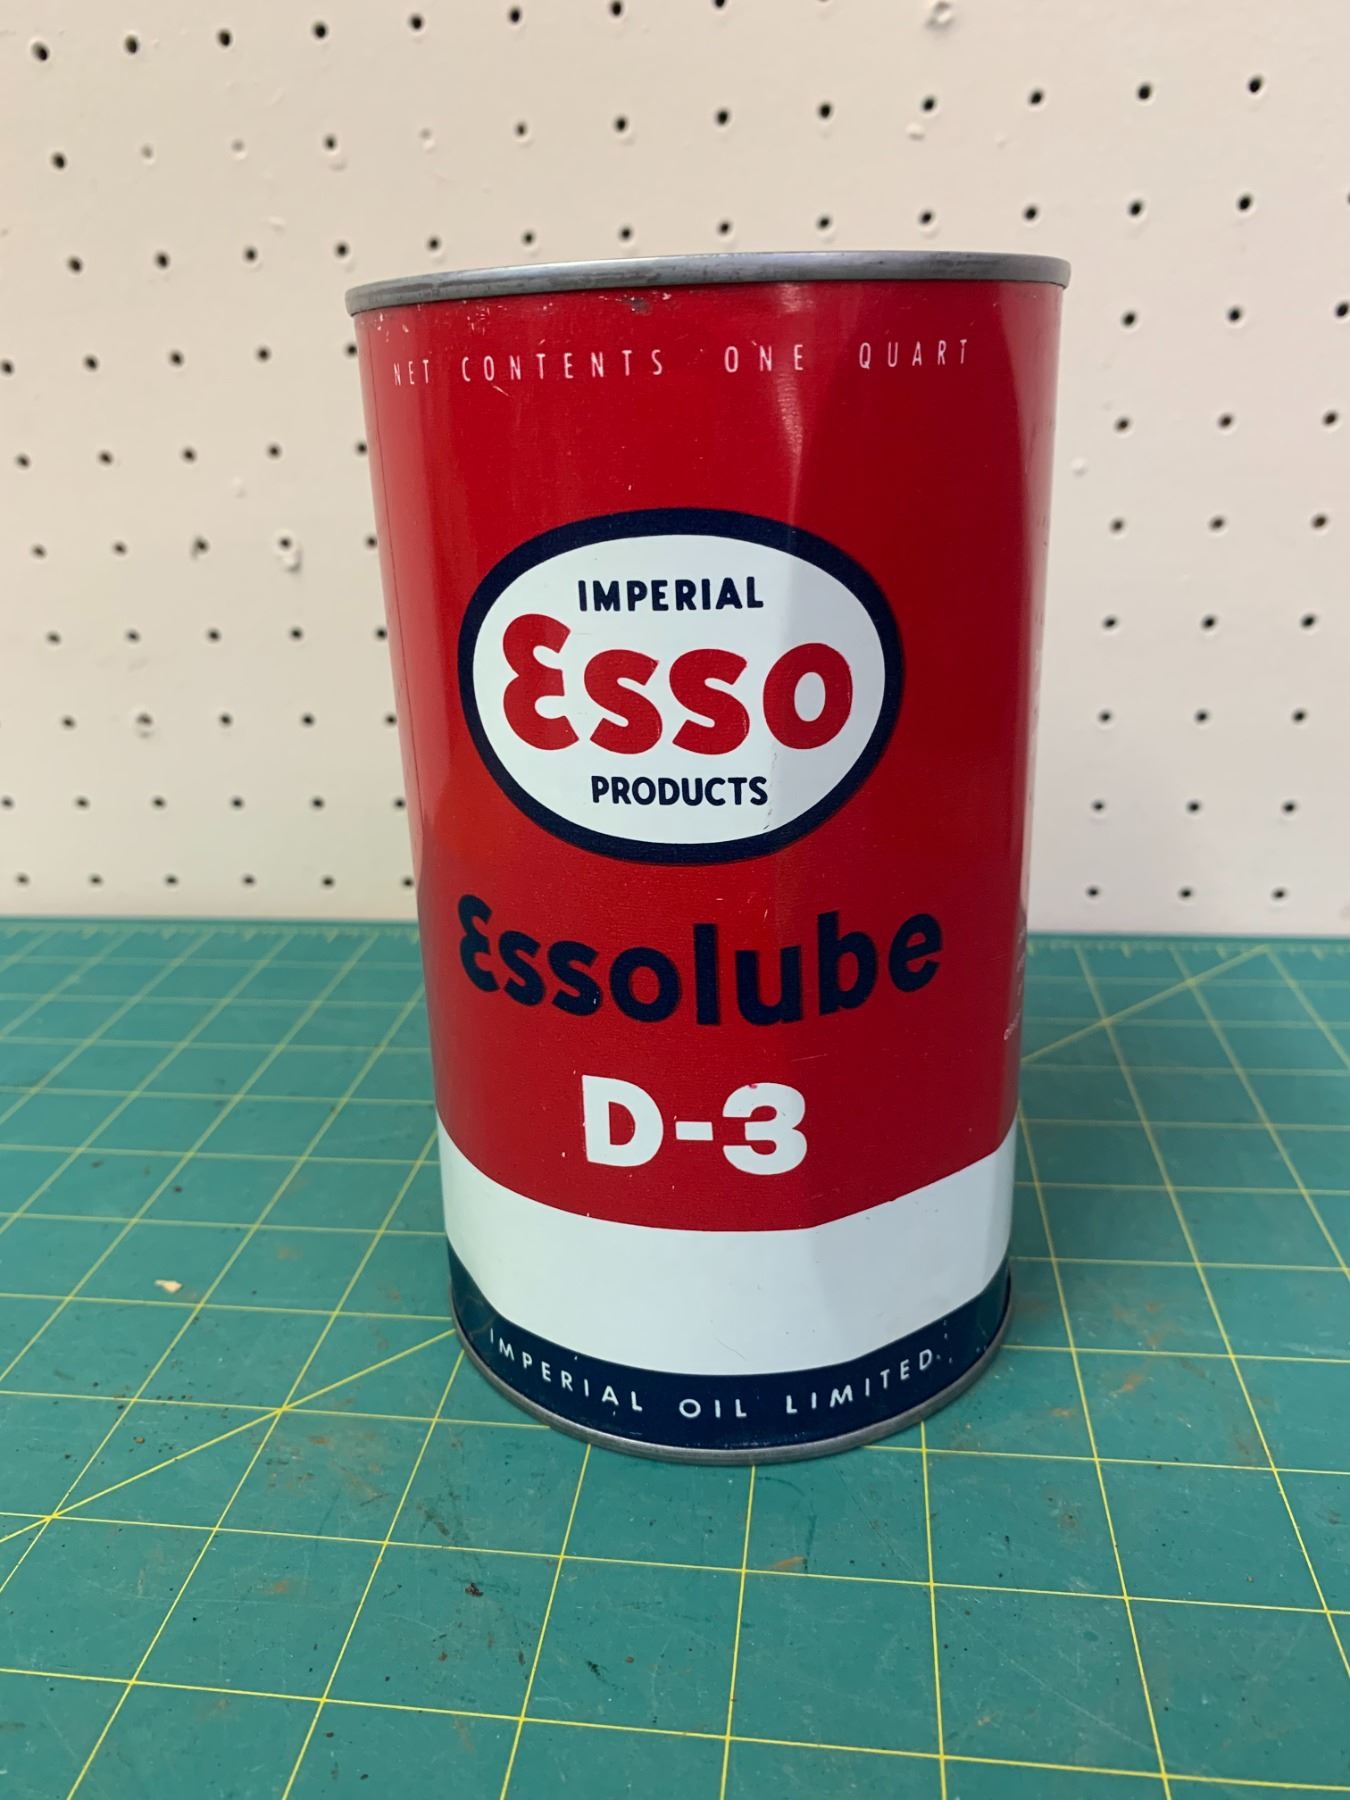 NET CONTENTS ONE QUART
IMPERIAL
Esso
PRODUCTS
Essolube
D-3
IMPERIAL OIL LIMITED